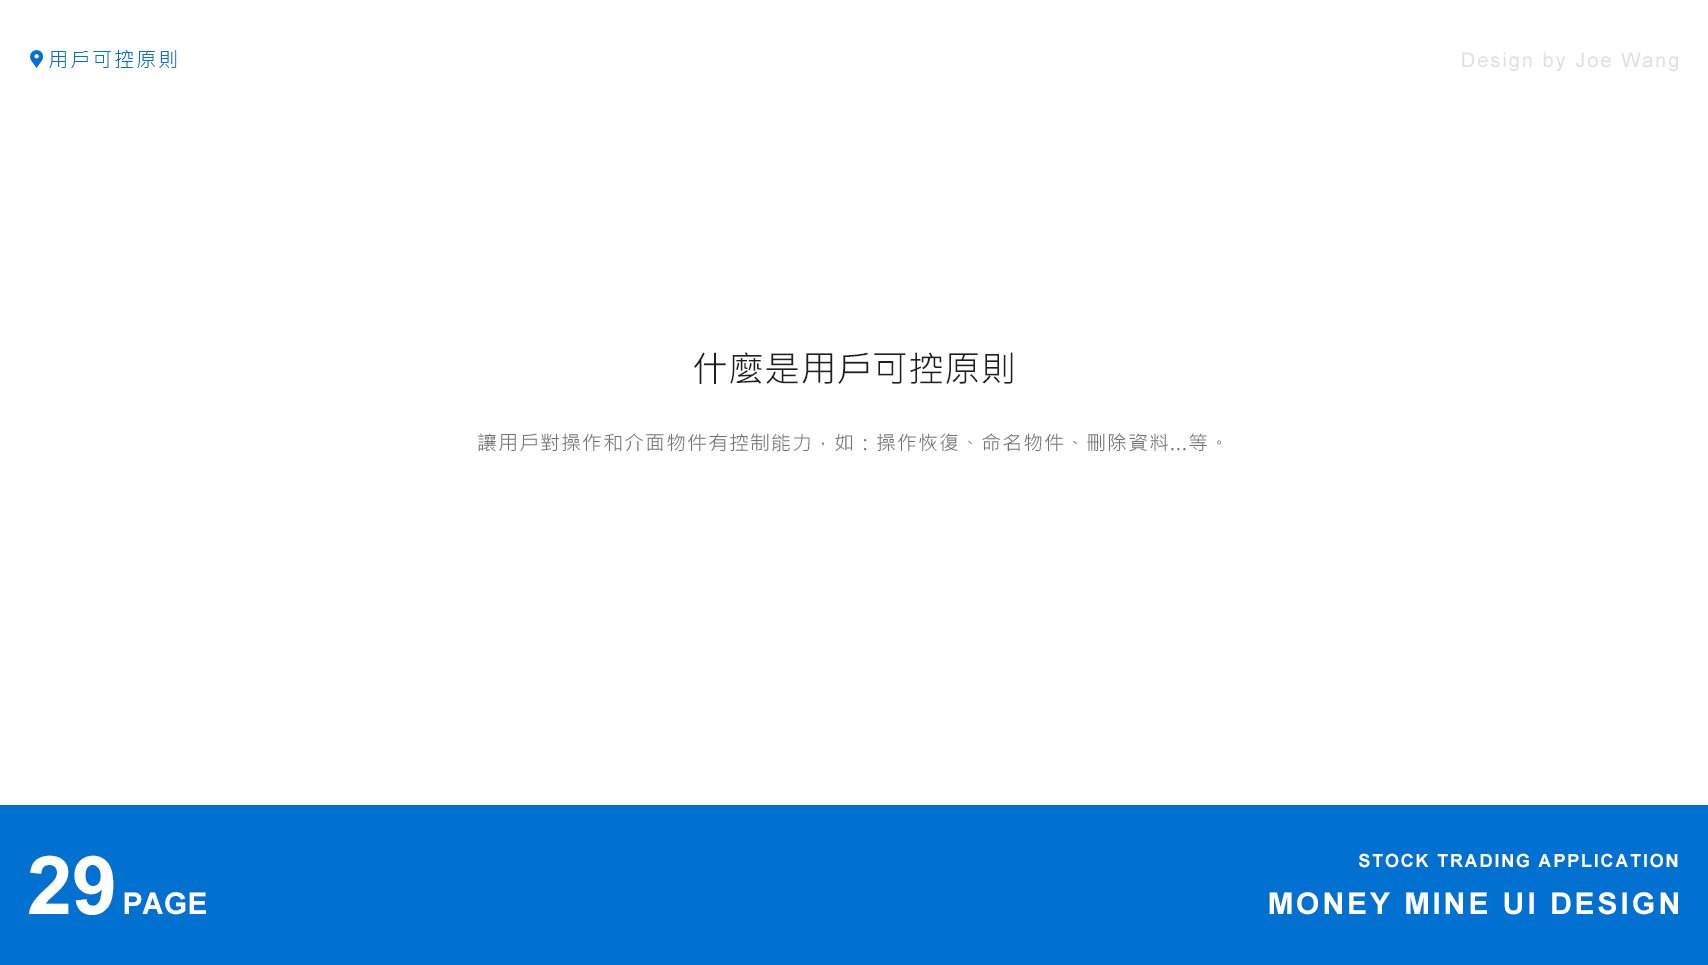 用戶可控原則
Design by Joe Wang
什麼是用戶可控原則
讓用戶對操作和介面物件有控制能力，如：操作恢復、命名物件、刪除資料...等。
29 PAGE
STOCK TRADING APPLICATION
MONEY MINE UI DESIGN